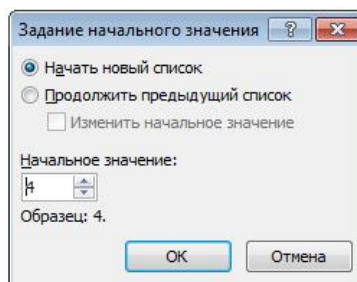 Задание начального значения
Начать новый список
Продолжить предыдущий список
Изменить начальное значение
Начальное значение:
4
Образец: 4.
ОК
Отмена